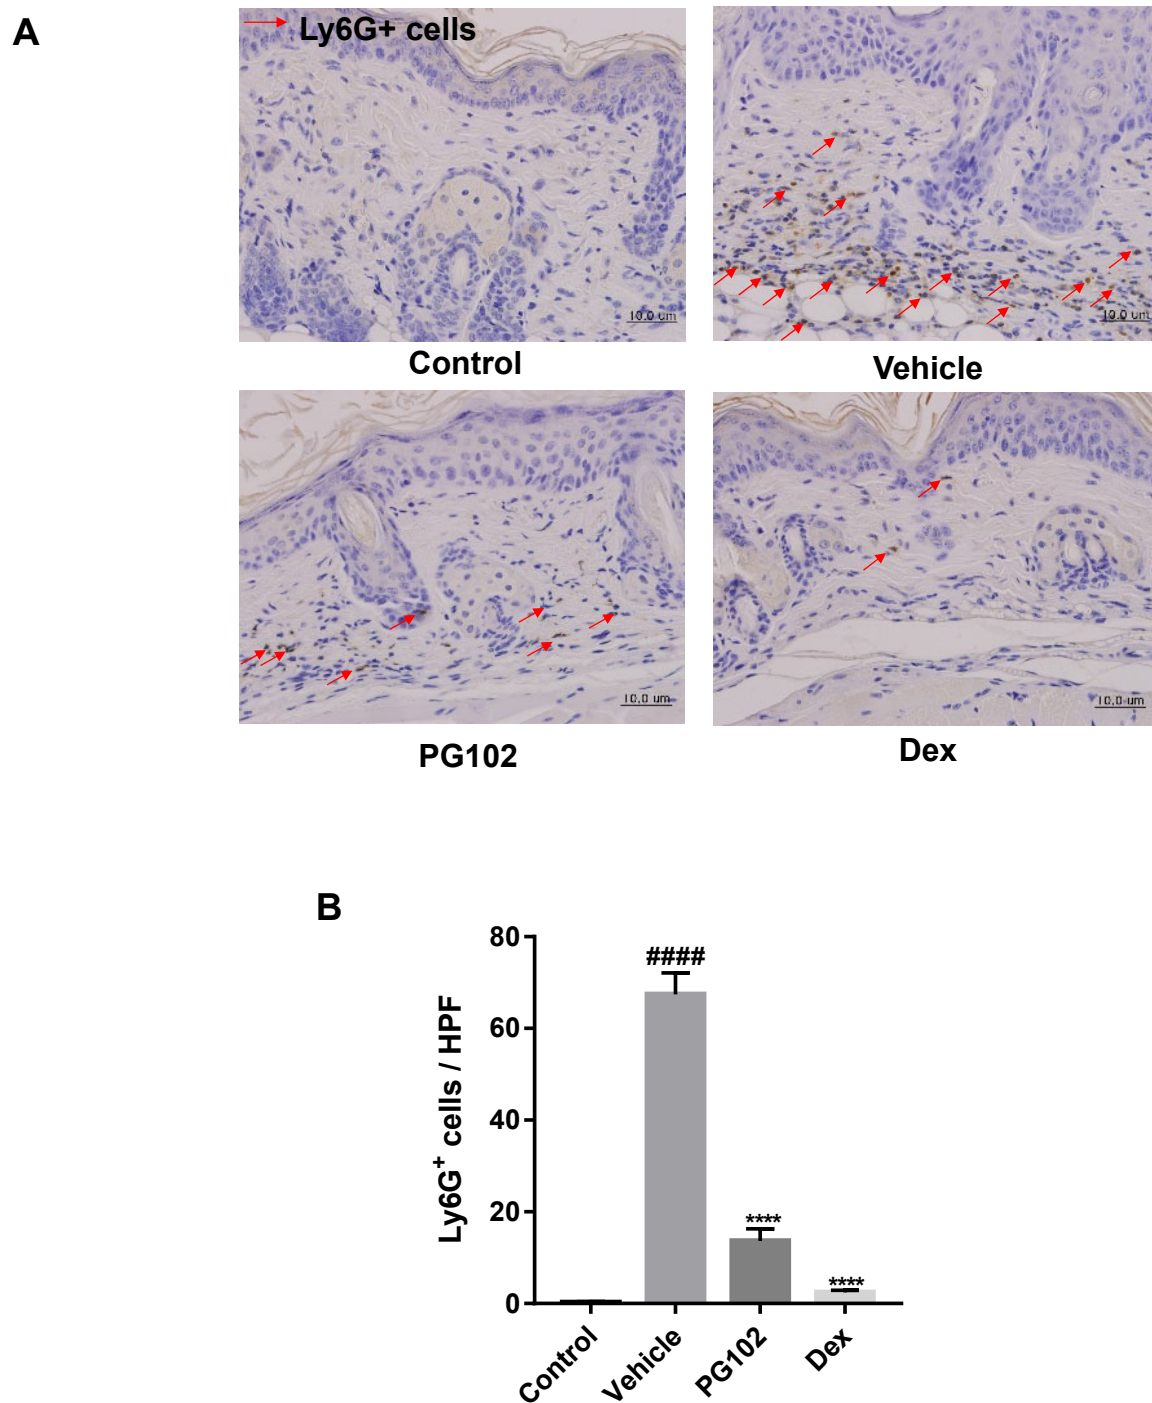 A
Ly6G+ cells
10.0 um
10.0 um
Control
Vehicle
10.0 um
10.0 um
PG102
Dex
B
80
60
40
20
0
Ly6G⁺ cells / HPF
####
****
****
Control
Vehicle
PG102
Dex